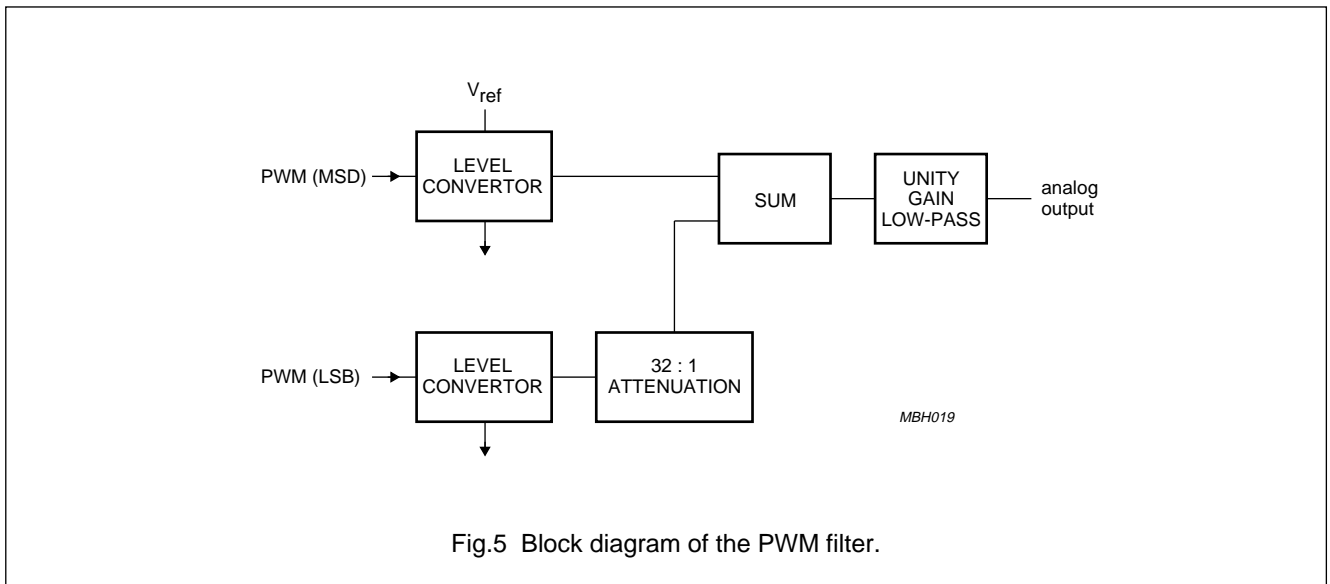 Vref
PWM (MSD)
LEVEL
CONVERTOR
SUM
UNITY
GAIN
LOW-PASS
analog
output
PWM (LSB)
LEVEL
CONVERTOR
32 : 1
ATTENUATION
MBH019
Fig.5 Block diagram of the PWM filter.